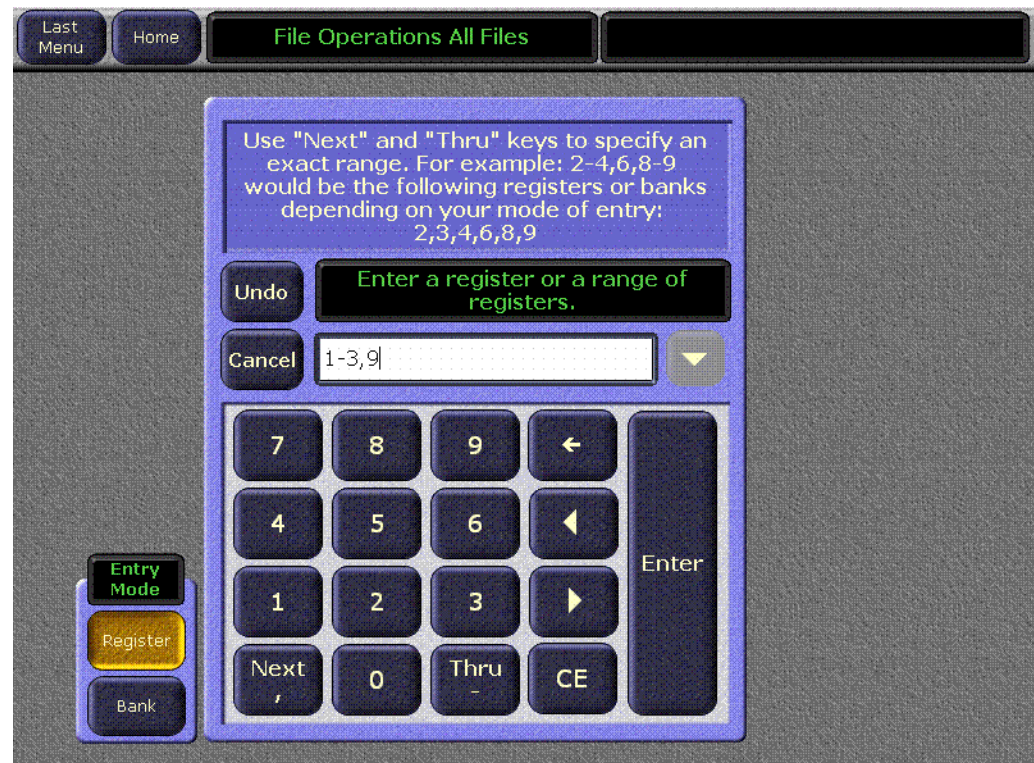 Last
Menu
Home
File Operations All Files
Use "Next" and "Thru" keys to specify an
exact range. For example: 2-4,6,8-9
would be the following registers or banks
depending on your mode of entry:
2,3,4,6,8,9
Undo
Enter a register or a range of
registers.
Cancel
1-3,9
7
8
9
4
5
6
Enter
1
2
3
Next
,
0
Thru
-
CE
Entry
Mode
Register
Bank